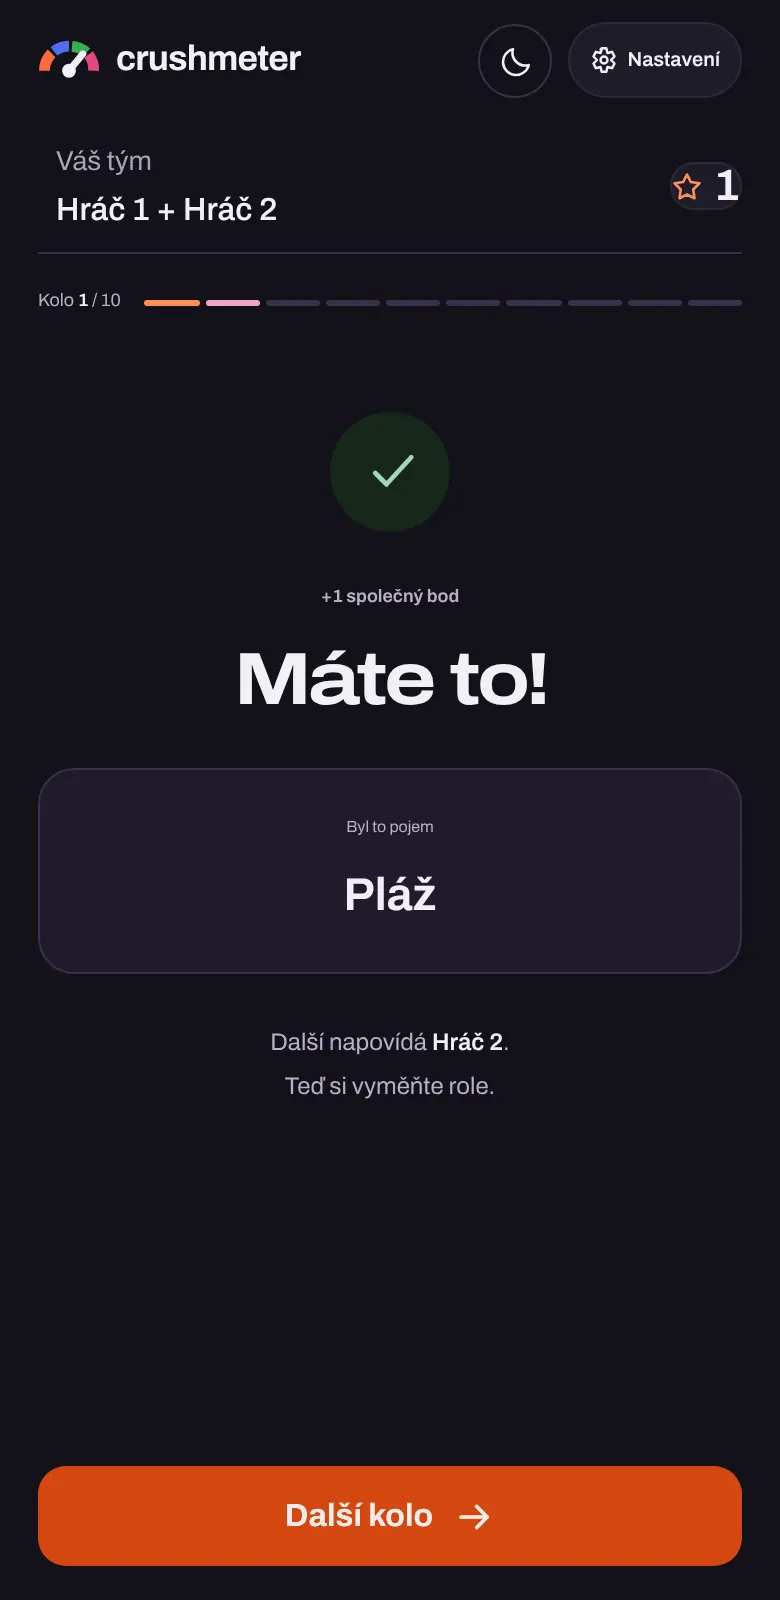 crushmeter
Nastavení
Váš tým
Hráč 1 + Hráč 2
1
Kolo 1 / 10
+1 společný bod
Máte to!
Byl to pojem
Pláž
Další napovídá Hráč 2.
Teď si vyměňte role.
Další kolo